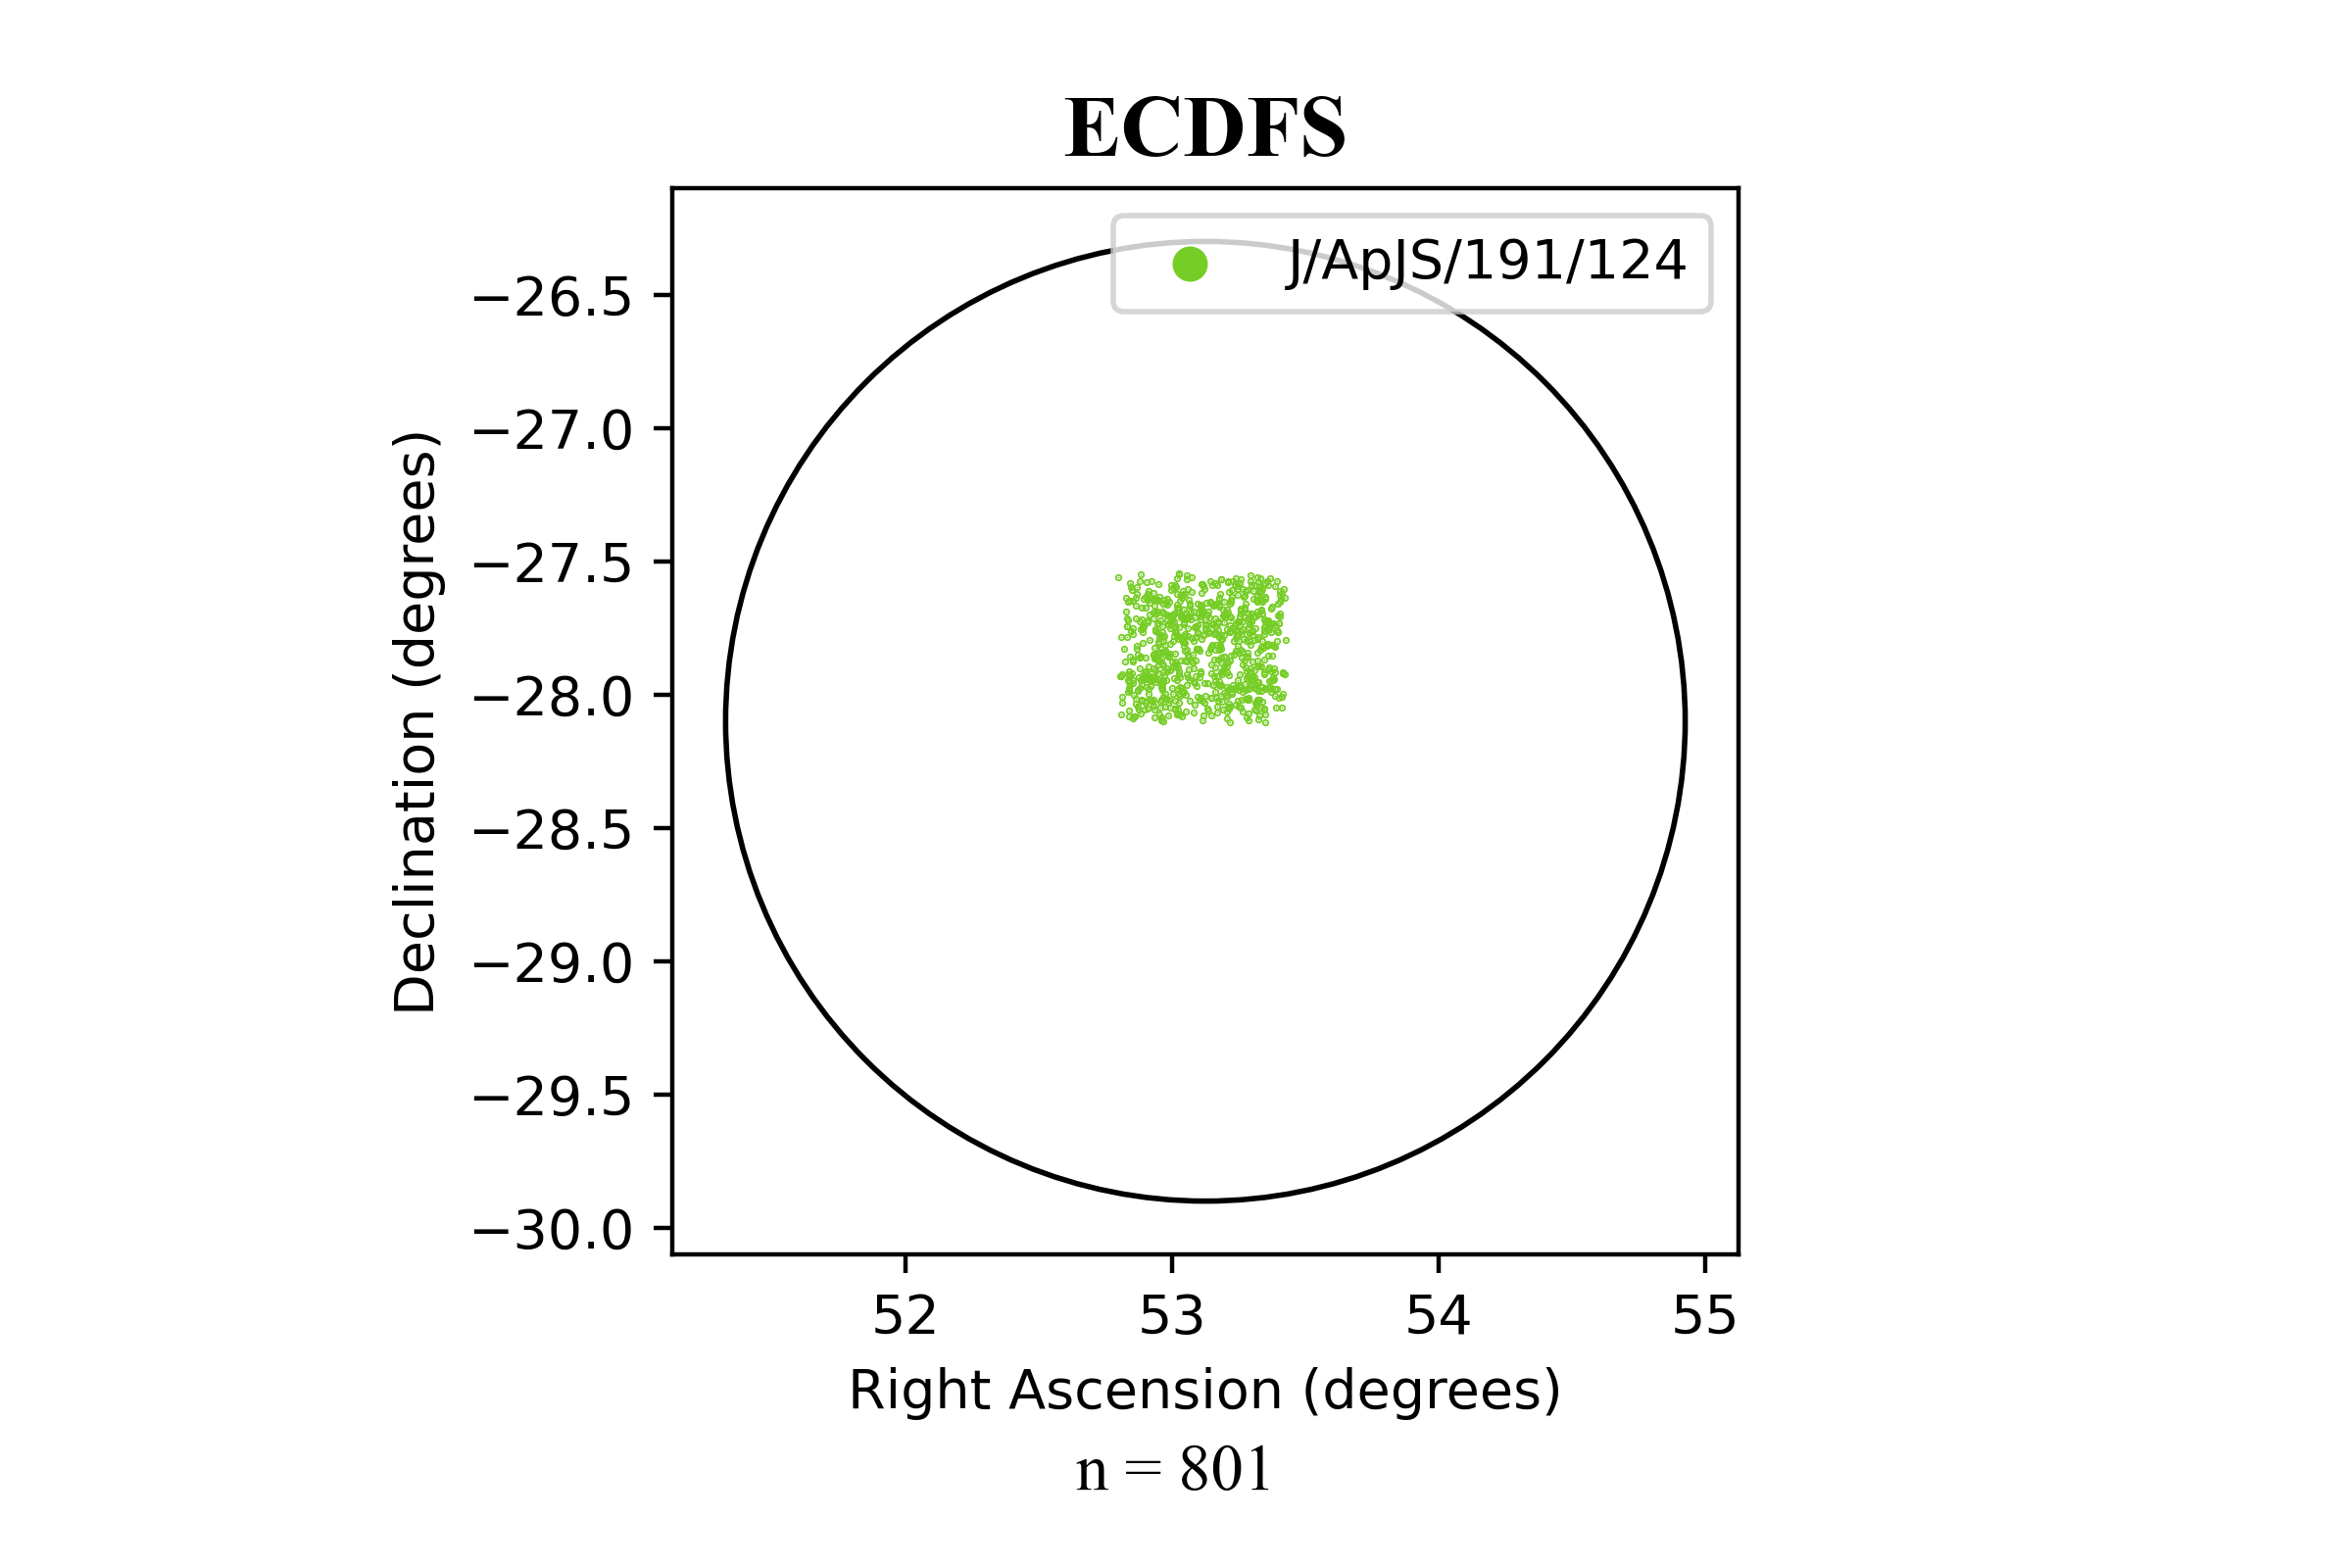 ECDFS
J/ApJS/191/124
Declination (degrees)
−26.5
−27.0
−27.5
−28.0
−28.5
−29.0
−29.5
−30.0
52 53 54 55
Right Ascension (degrees)
n = 801